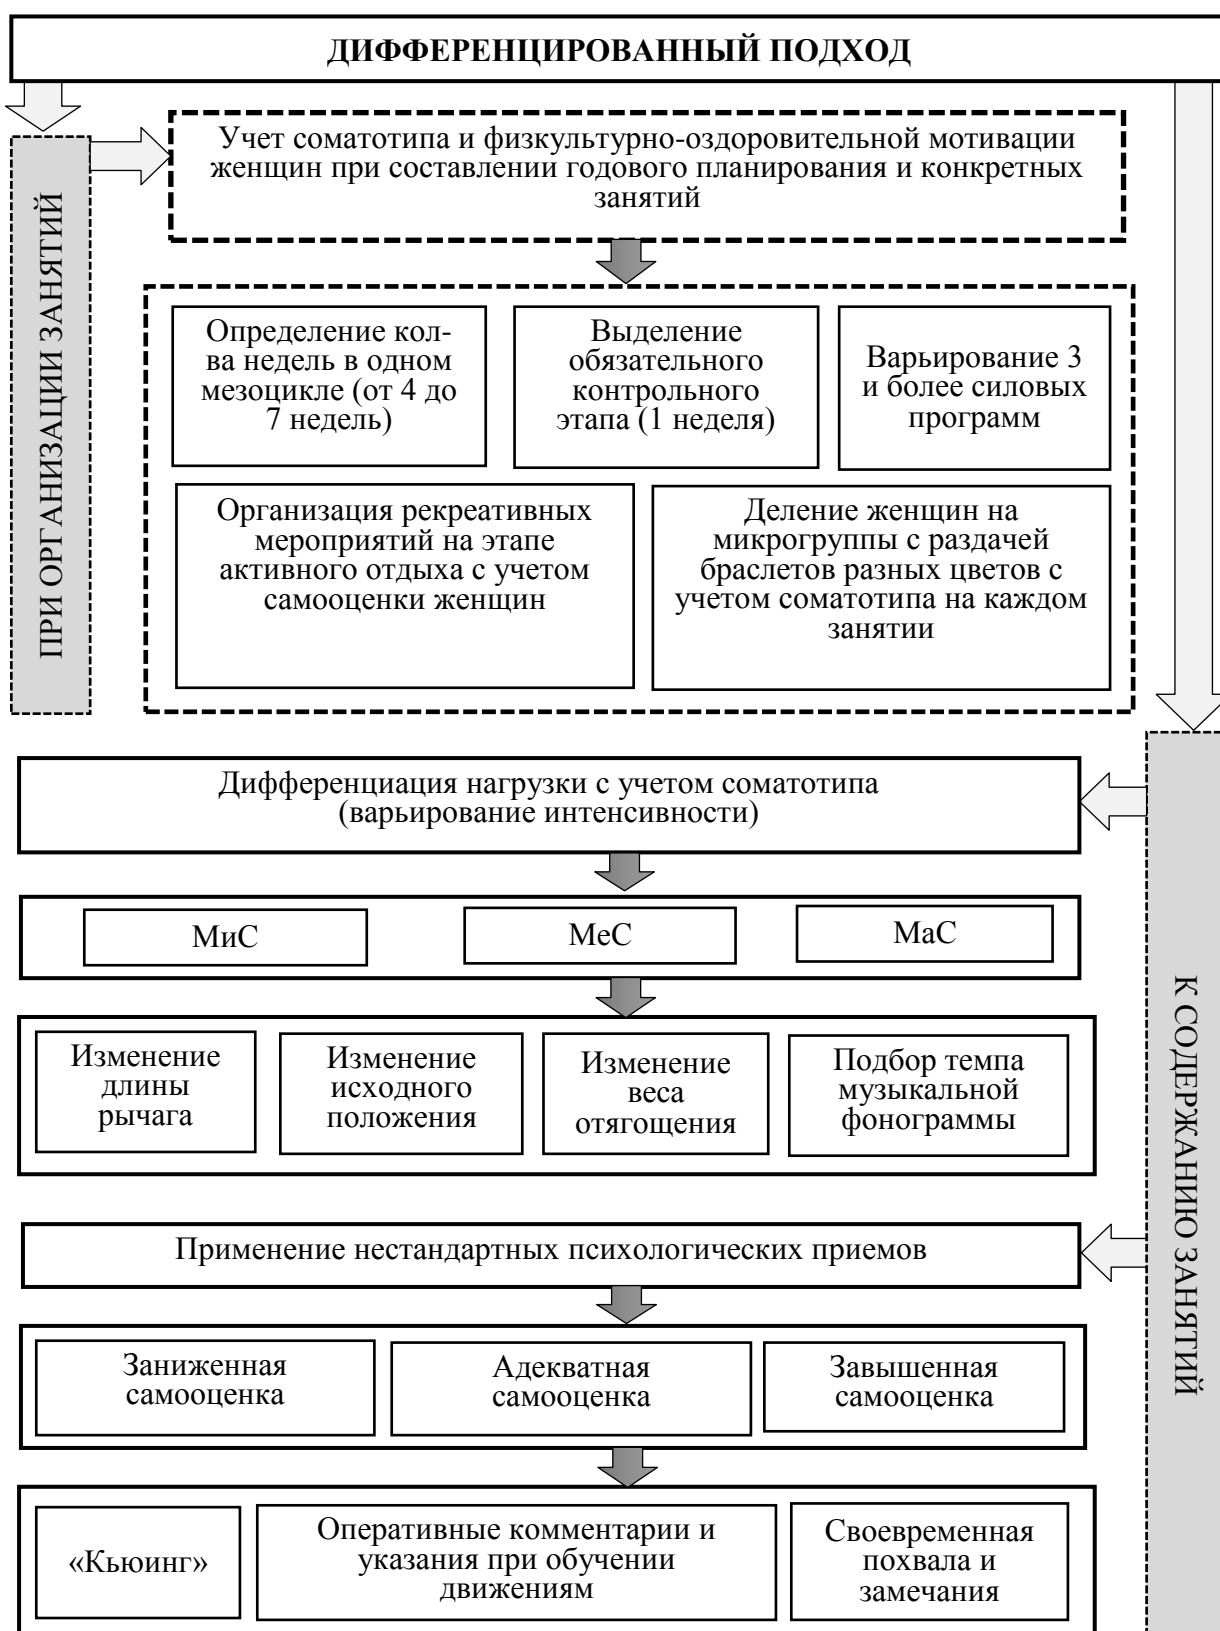 ДИФФЕРЕНЦИРОВАННЫЙ ПОДХОД
ПРИ ОРГАНИЗАЦИИ ЗАНЯТИЙ
Учет соматотипа и физкультурно-оздоровительной мотивации
женщин при составлении годового планирования и конкретных
занятий
Определение кол-
ва недель в одном
мезоцикле (от 4 до
7 недель)
Выделение
обязательного
контрольного
этапа (1 неделя)
Варьирование 3
и более силовых
программ
Организация рекреативных
мероприятий на этапе
активного отдыха с учетом
самооценки женщин
Деление женщин на
микрогруппы с раздачей
браслетов разных цветов с
учетом соматотипа на каждом
занятии
К СОДЕРЖАНИЮ ЗАНЯТИЙ
Дифференциация нагрузки с учетом соматотипа
(варьирование интенсивности)
МиС
МеС
МаС
Изменение
длины
рычага
Изменение
исходного
положения
Изменение
веса
отягощения
Подбор темпа
музыкальной
фонограммы
Применение нестандартных психологических приемов
Заниженная
самооценка
Адекватная
самооценка
Завышенная
самооценка
«Кьюинг»
Оперативные комментарии и
указания при обучении
движениям
Своевременная
похвала и
замечания